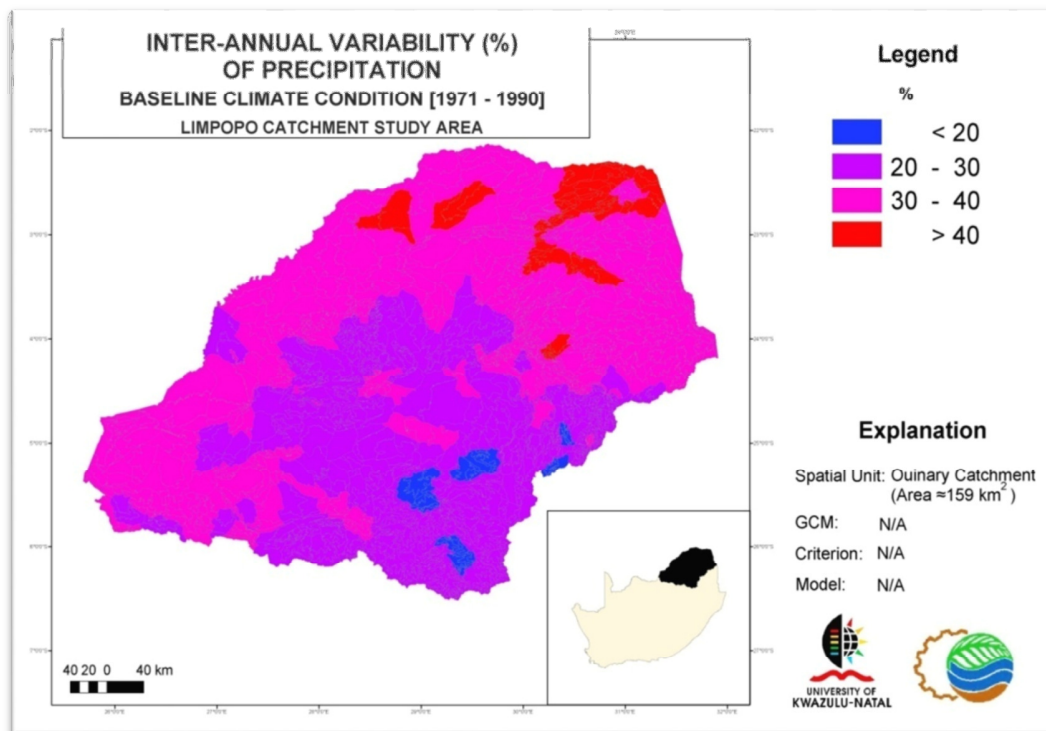 INTER-ANNUAL VARIABILITY (%)
OF PRECIPITATION
BASELINE CLIMATE CONDITION [1971 - 1990]
LIMPOPO CATCHMENT STUDY AREA
Legend
%
< 20
20 - 30
30 - 40
> 40
Explanation
Spatial Unit: Quinary Catchment
(Area ≈159 km²)
GCM: N/A
Criterion: N/A
Model: N/A
40 20 0 40 km
UNIVERSITY OF
KWAZULU-NATAL